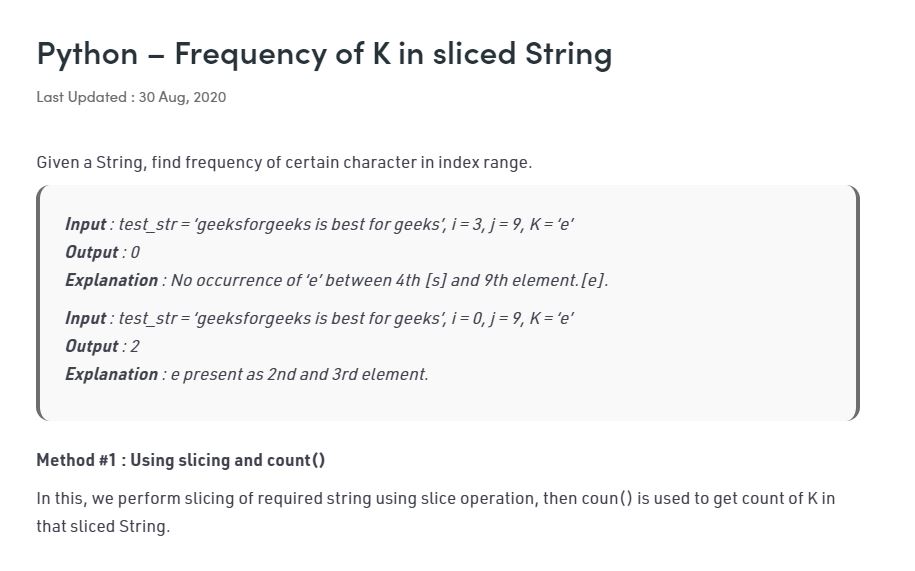 Python – Frequency of K in sliced String
Last Updated : 30 Aug, 2020
Given a String, find frequency of certain character in index range.
Input : test_str = ‘geeksforgeeks is best for geeks’, i = 3, j = 9, K = ‘e’
Output : 0
Explanation : No occurrence of ‘e’ between 4th [s] and 9th element.[e].
Input : test_str = ‘geeksforgeeks is best for geeks’, i = 0, j = 9, K = ‘e’
Output : 2
Explanation : e present as 2nd and 3rd element.
Method #1 : Using slicing and count()
In this, we perform slicing of required string using slice operation, then coun() is used to get count of K in
that sliced String.